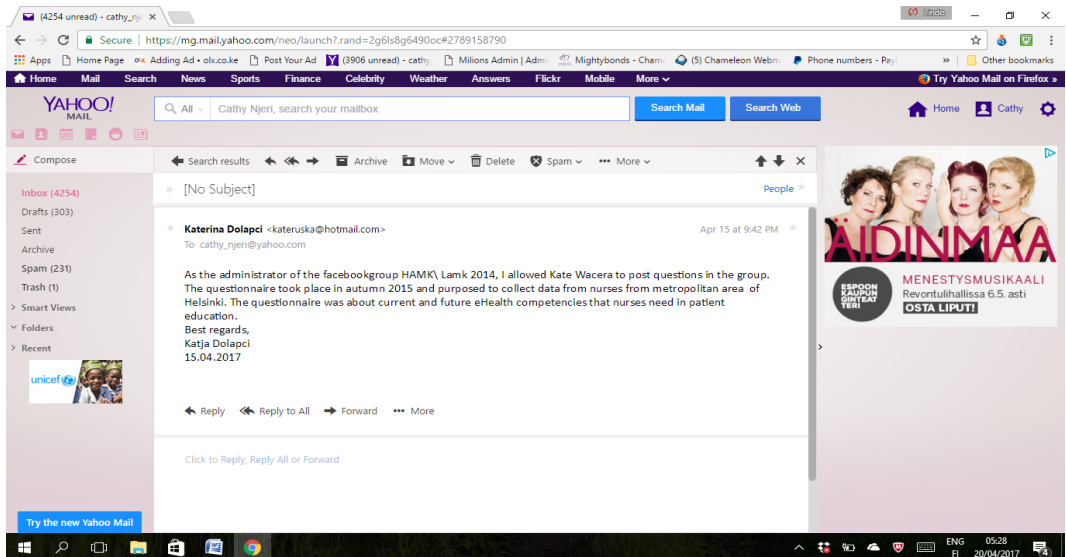 (4254 unread) - cathy_nje
Lindo
Secure | https://mg.mail.yahoo.com/neo/launch?.rand=2g6ls8g6490oc#2789158790
Apps Home Page Adding Ad • olx.co.ke Post Your Ad (3906 unread) - cathy_ Milions Admin | Admi Mightybonds - Cham (5) Chameleon Webm Phone numbers - Pay » Other bookmarks
Home Mail Search News Sports Finance Celebrity Weather Answers Flickr Mobile More Try Yahoo Mail on Firefox »
YAHOO! MAIL
All Cathy Njeri, search your mailbox Search Mail Search Web Home Cathy
Compose
Search results Archive Move Delete Spam More
Inbox (4254)
Drafts (303)
Sent
Archive
Spam (231)
Trash (1)
Smart Views
Folders
Recent
unicef
Try the new Yahoo Mail
[No Subject] People
Katerina Dolapci <kateruska@hotmail.com> Apr 15 at 9:42 PM
To cathy_njeri@yahoo.com
As the administrator of the facebookgroup HAMK\ Lamk 2014, I allowed Kate Wacera to post questions in the group.
The questionnaire took place in autumn 2015 and purposed to collect data from nurses from metropolitan area of
Helsinki. The questionnaire was about current and future eHealth competencies that nurses need in patient
education.
Best regards,
Katja Dolapci
15.04.2017
Reply Reply to All Forward More
Click to Reply, Reply All or Forward
ÄIDINMAA
ESPOON
KAUPUN
GINTEAT
TERI
MENESTYSMUSIKAALI
Revontulihallissa 6.5. asti
OSTA LIPUT!
ENG
FI
05:28
20/04/2017